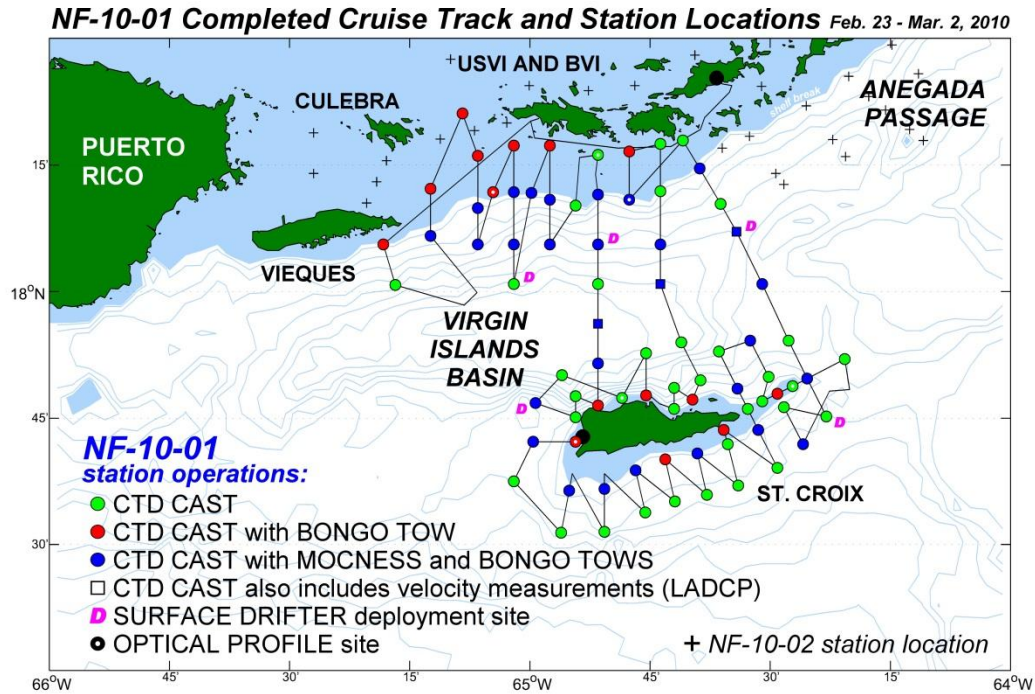 NF-10-01 Completed Cruise Track and Station Locations Feb. 23 - Mar. 2, 2010
USVI AND BVI
CULEBRA
ANEGADA
PASSAGE
shelf break
PUERTO
RICO
15'
VIEQUES
D
D
D
18°N
VIRGIN
ISLANDS
BASIN
D
D
45'
NF-10-01
station operations:
ST. CROIX
CTD CAST
CTD CAST with BONGO TOW
30'
CTD CAST with MOCNESS and BONGO TOWS
CTD CAST also includes velocity measurements (LADCP)
D SURFACE DRIFTER deployment site
OPTICAL PROFILE site
+ NF-10-02 station location
66°W 45' 30' 15' 65°W 45' 30' 15' 64°W